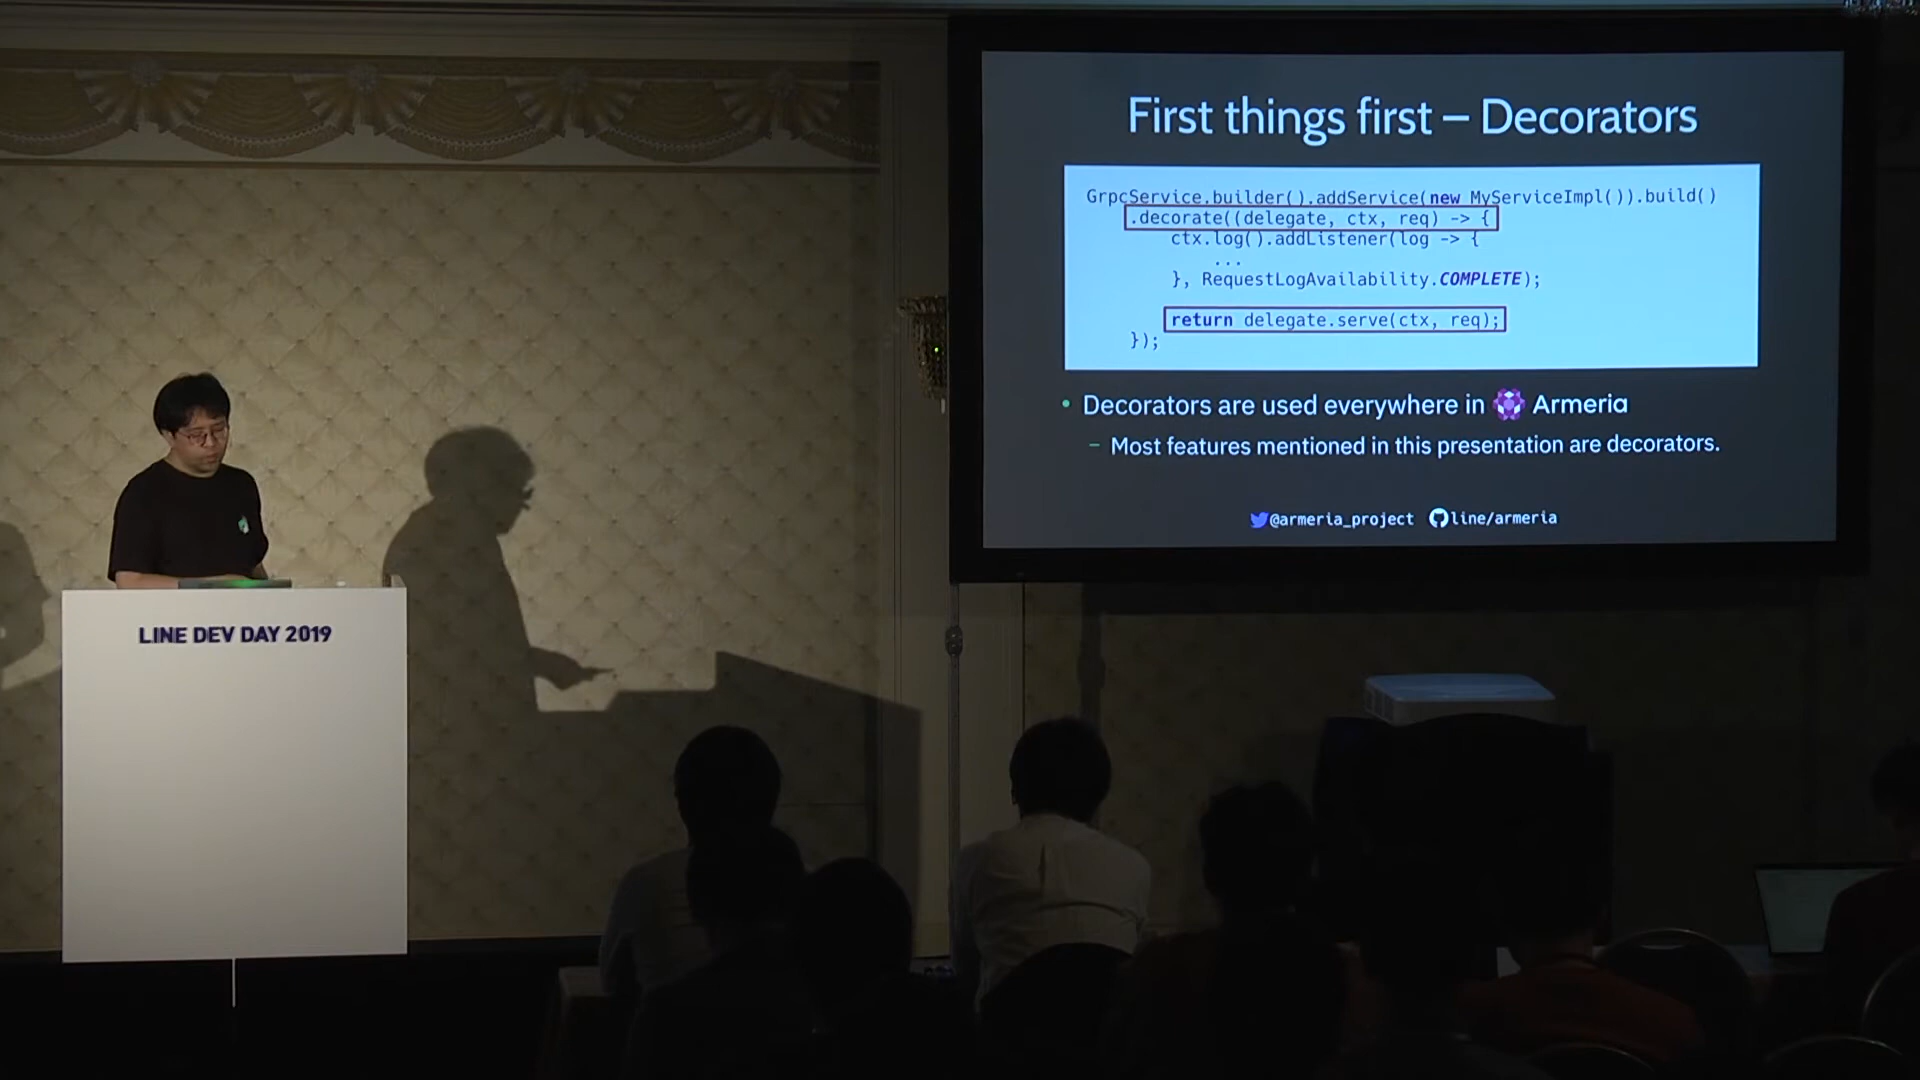 First things first – Decorators
GrpcService.builder().addService(new MyServiceImpl()).build()
.decorate((delegate, ctx, req) -> {
ctx.log().addListener(log -> {
...
}, RequestLogAvailability.COMPLETE);
return delegate.serve(ctx, req);
});
• Decorators are used everywhere in Armeria
– Most features mentioned in this presentation are decorators.
@armeria_project line/armeria
LINE DEV DAY 2019